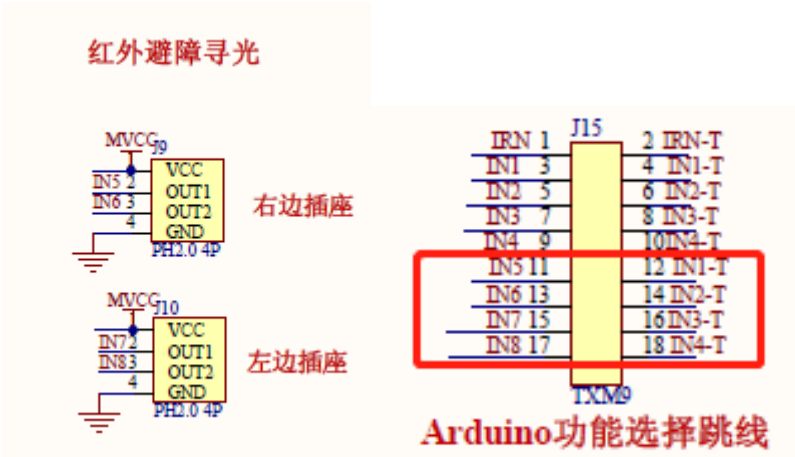 红外避障寻光
MVCC J9
VCC
IN5 2 OUT1
IN6 3 OUT2
4 GND
PH2.0 4P
右边插座
MVCC J10
VCC
IN7 2 OUT1
IN8 3 OUT2
4 GND
PH2.0 4P
左边插座
J15
IRN 1 2 IRN-T
IN1 3 4 IN1-T
IN2 5 6 IN2-T
IN3 7 8 IN3-T
IN4 9 10 IN4-T
IN5 11 12 IN1-T
IN6 13 14 IN2-T
IN7 15 16 IN3-T
IN8 17 18 IN4-T
TXM9
Arduino功能选择跳线